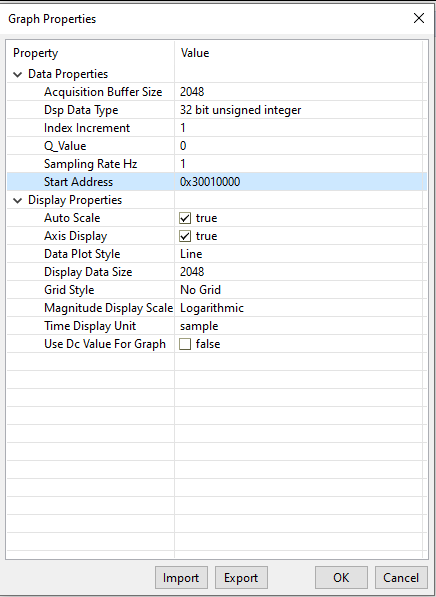 Graph Properties
Property Value
Data Properties
Acquisition Buffer Size 2048
Dsp Data Type 32 bit unsigned integer
Index Increment 1
Q_Value 0
Sampling Rate Hz 1
Start Address 0x30010000
Display Properties
Auto Scale true
Axis Display true
Data Plot Style Line
Display Data Size 2048
Grid Style No Grid
Magnitude Display Scale Logarithmic
Time Display Unit sample
Use Dc Value For Graph false
Import Export OK Cancel